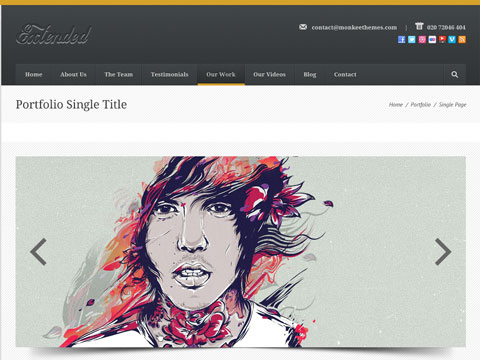 Extended
contact@monkeethemes.com | 020 72046 404
Home About Us The Team Testimonials Our Work Our Videos Blog Contact
Portfolio Single Title
Home / Portfolio / Single Page